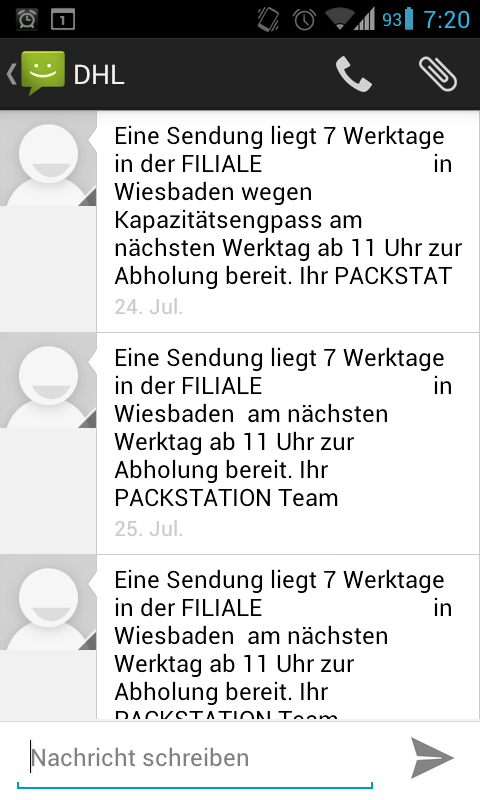 1
93
7:20
DHL
Eine Sendung liegt 7 Werktage
in der FILIALE in
Wiesbaden wegen
Kapazitätsengpass am
nächsten Werktag ab 11 Uhr zur
Abholung bereit. Ihr PACKSTAT
24. Jul.
Eine Sendung liegt 7 Werktage
in der FILIALE in
Wiesbaden am nächsten
Werktag ab 11 Uhr zur
Abholung bereit. Ihr
PACKSTATION Team
25. Jul.
Eine Sendung liegt 7 Werktage
in der FILIALE in
Wiesbaden am nächsten
Werktag ab 11 Uhr zur
Abholung bereit. Ihr
PACKSTATION Team
Nachricht schreiben